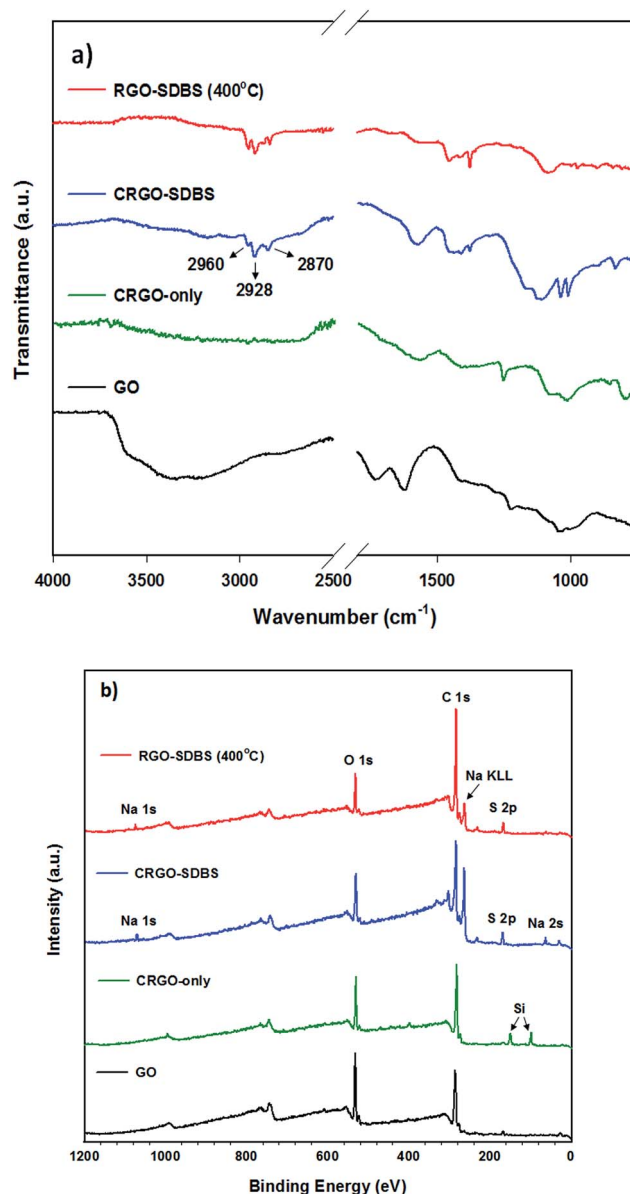 a)
RGO-SDBS (400°C)
CRGO-SDBS
2960
2870
2928
CRGO-only
GO
Transmittance (a.u.)
4000 3500 3000 2500 1500 1000
Wavenumber (cm⁻¹)
b)
C 1s
RGO-SDBS (400°C)
O 1s
Na KLL
Na 1s
S 2p
CRGO-SDBS
Na 1s
S 2p
Na 2s
CRGO-only
Si
GO
Intensity (a.u.)
1200 1000 800 600 400 200 0
Binding Energy (eV)